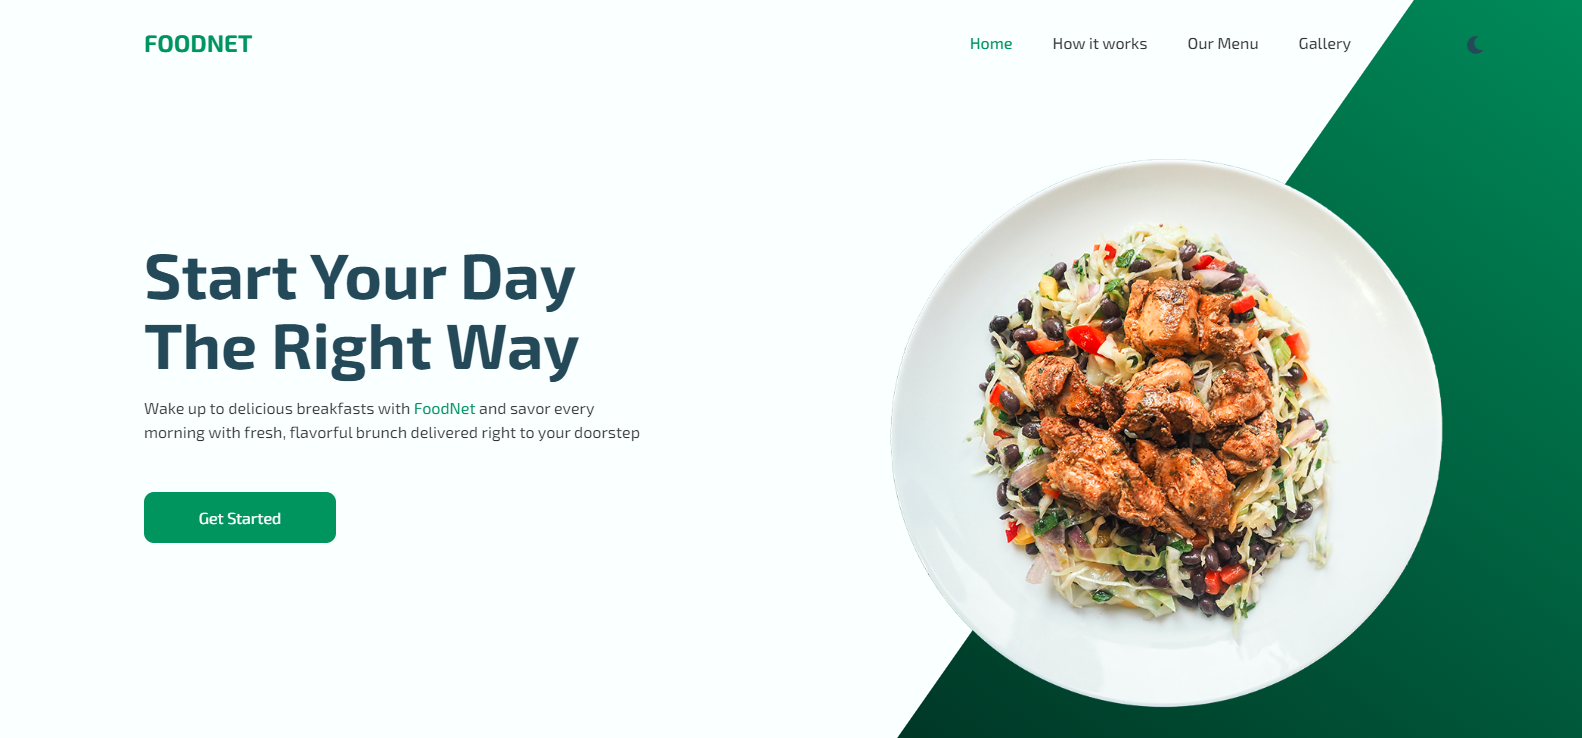 FOODNET
Home
How it works
Our Menu
Gallery
Start Your Day
The Right Way
Wake up to delicious breakfasts with FoodNet and savor every
morning with fresh, flavorful brunch delivered right to your doorstep
Get Started